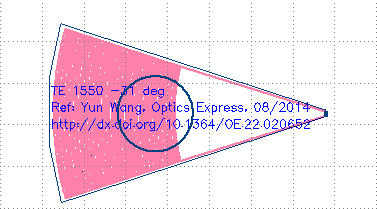 TE 1550 -31 deg
Ref: Yun Wang, Optics Express, 08/2014
http://dx.doi.org/10.1364/OE.22.020652